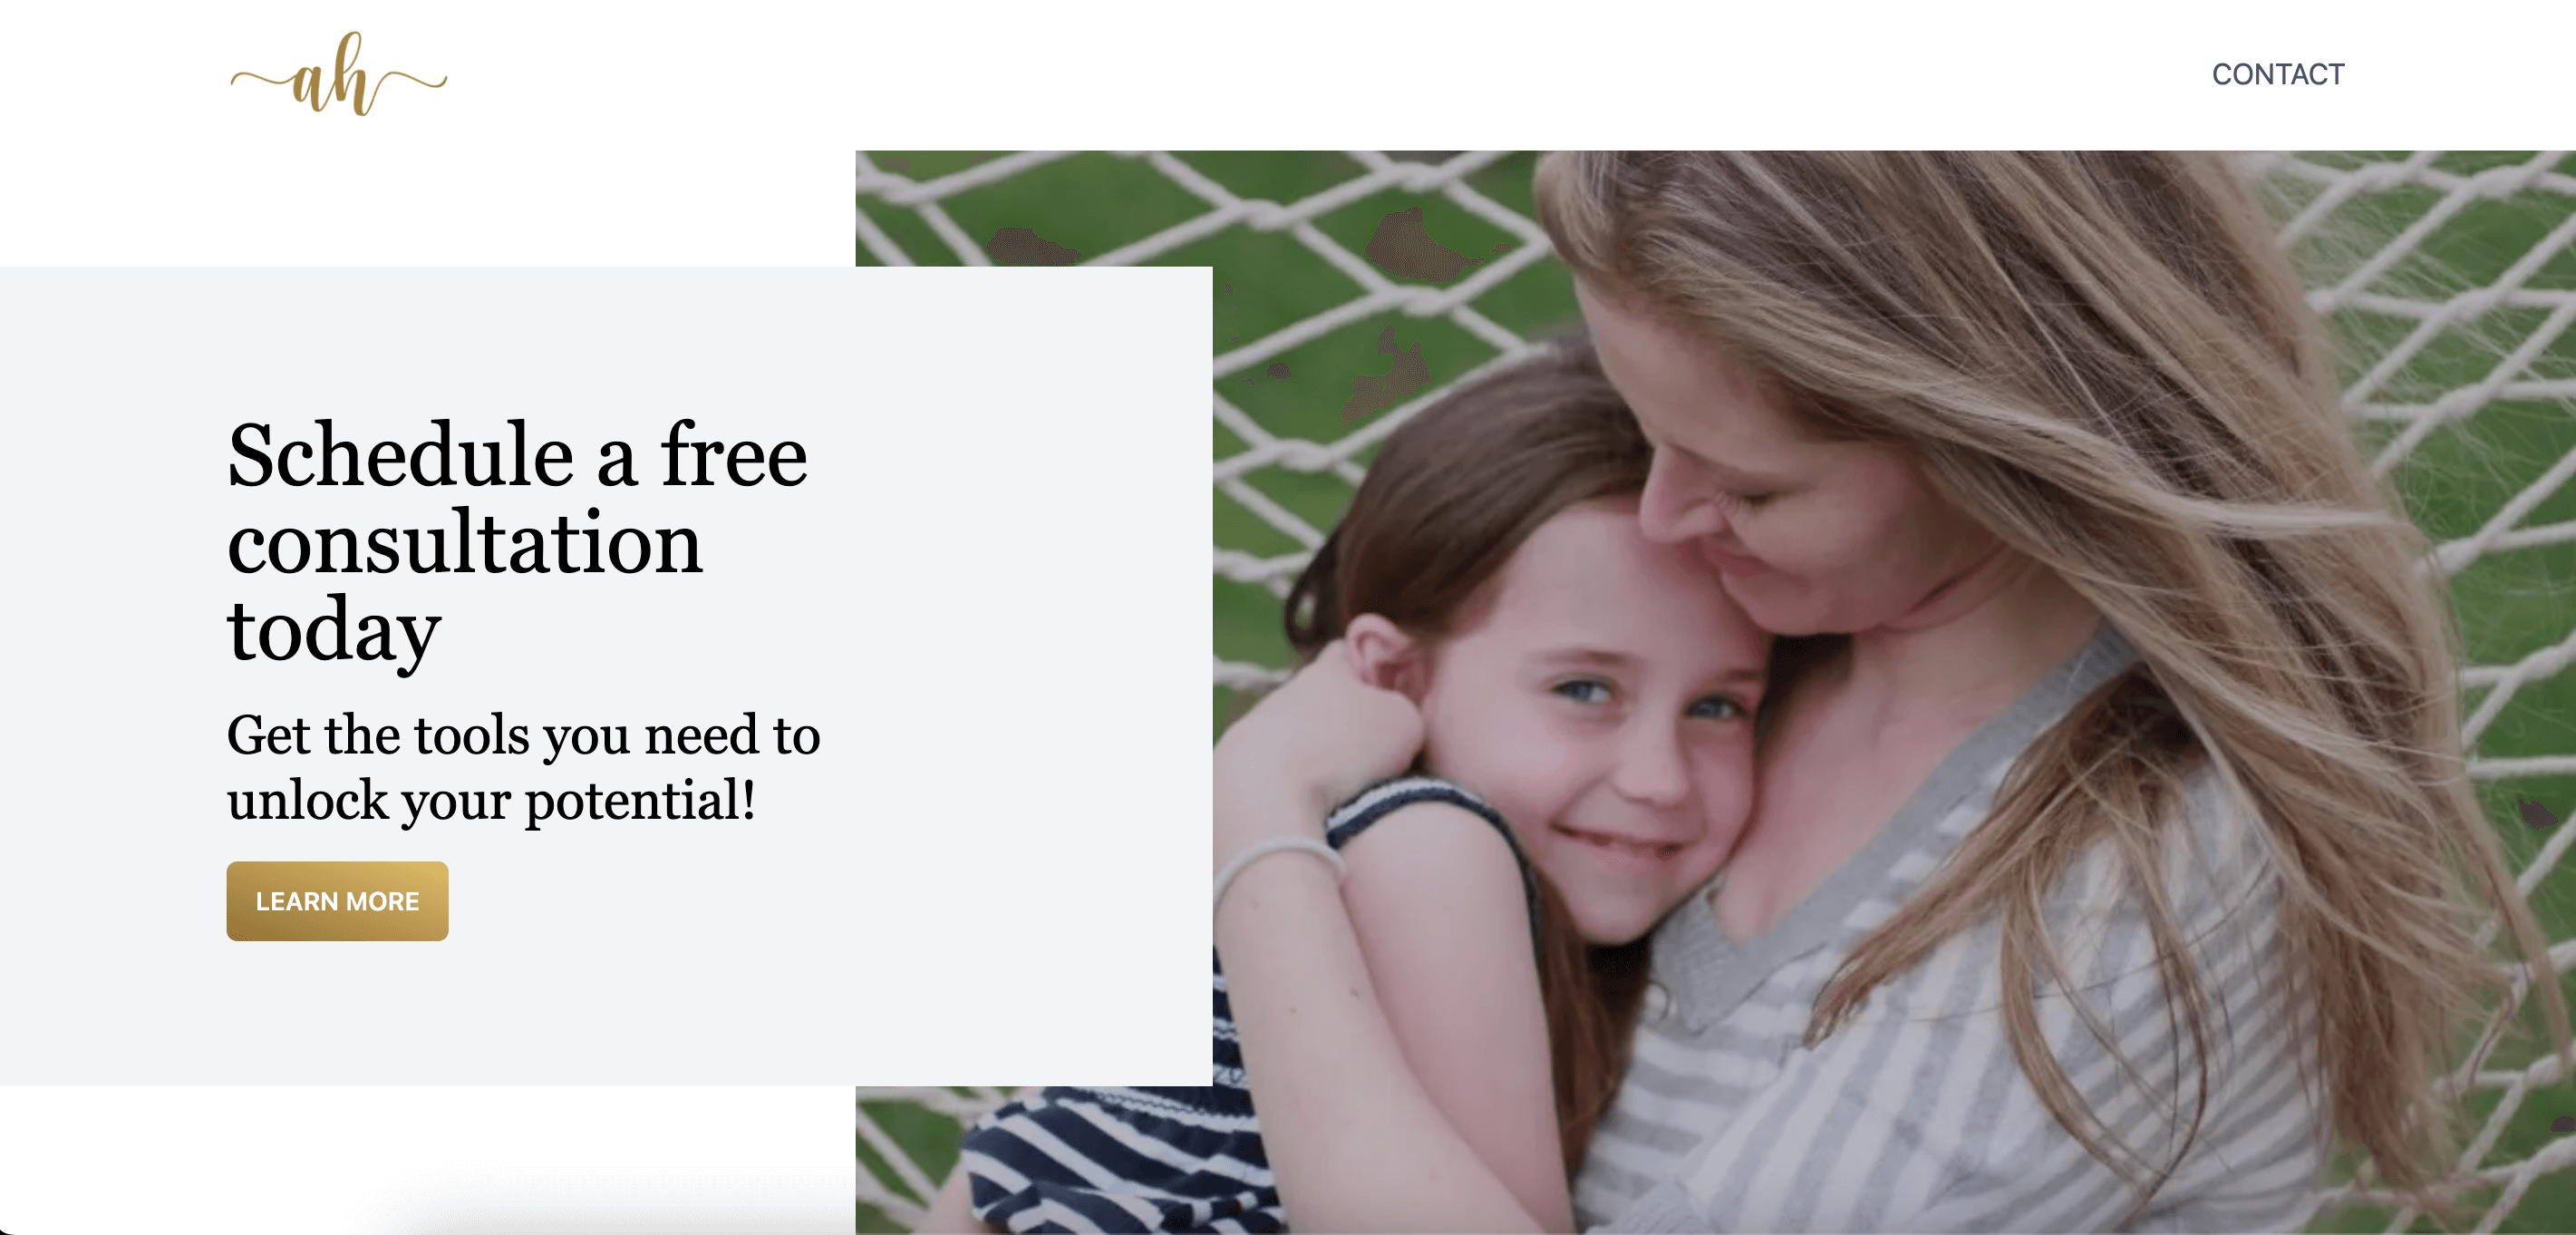 ah
CONTACT
Schedule a free
consultation
today
Get the tools you need to
unlock your potential!
LEARN MORE